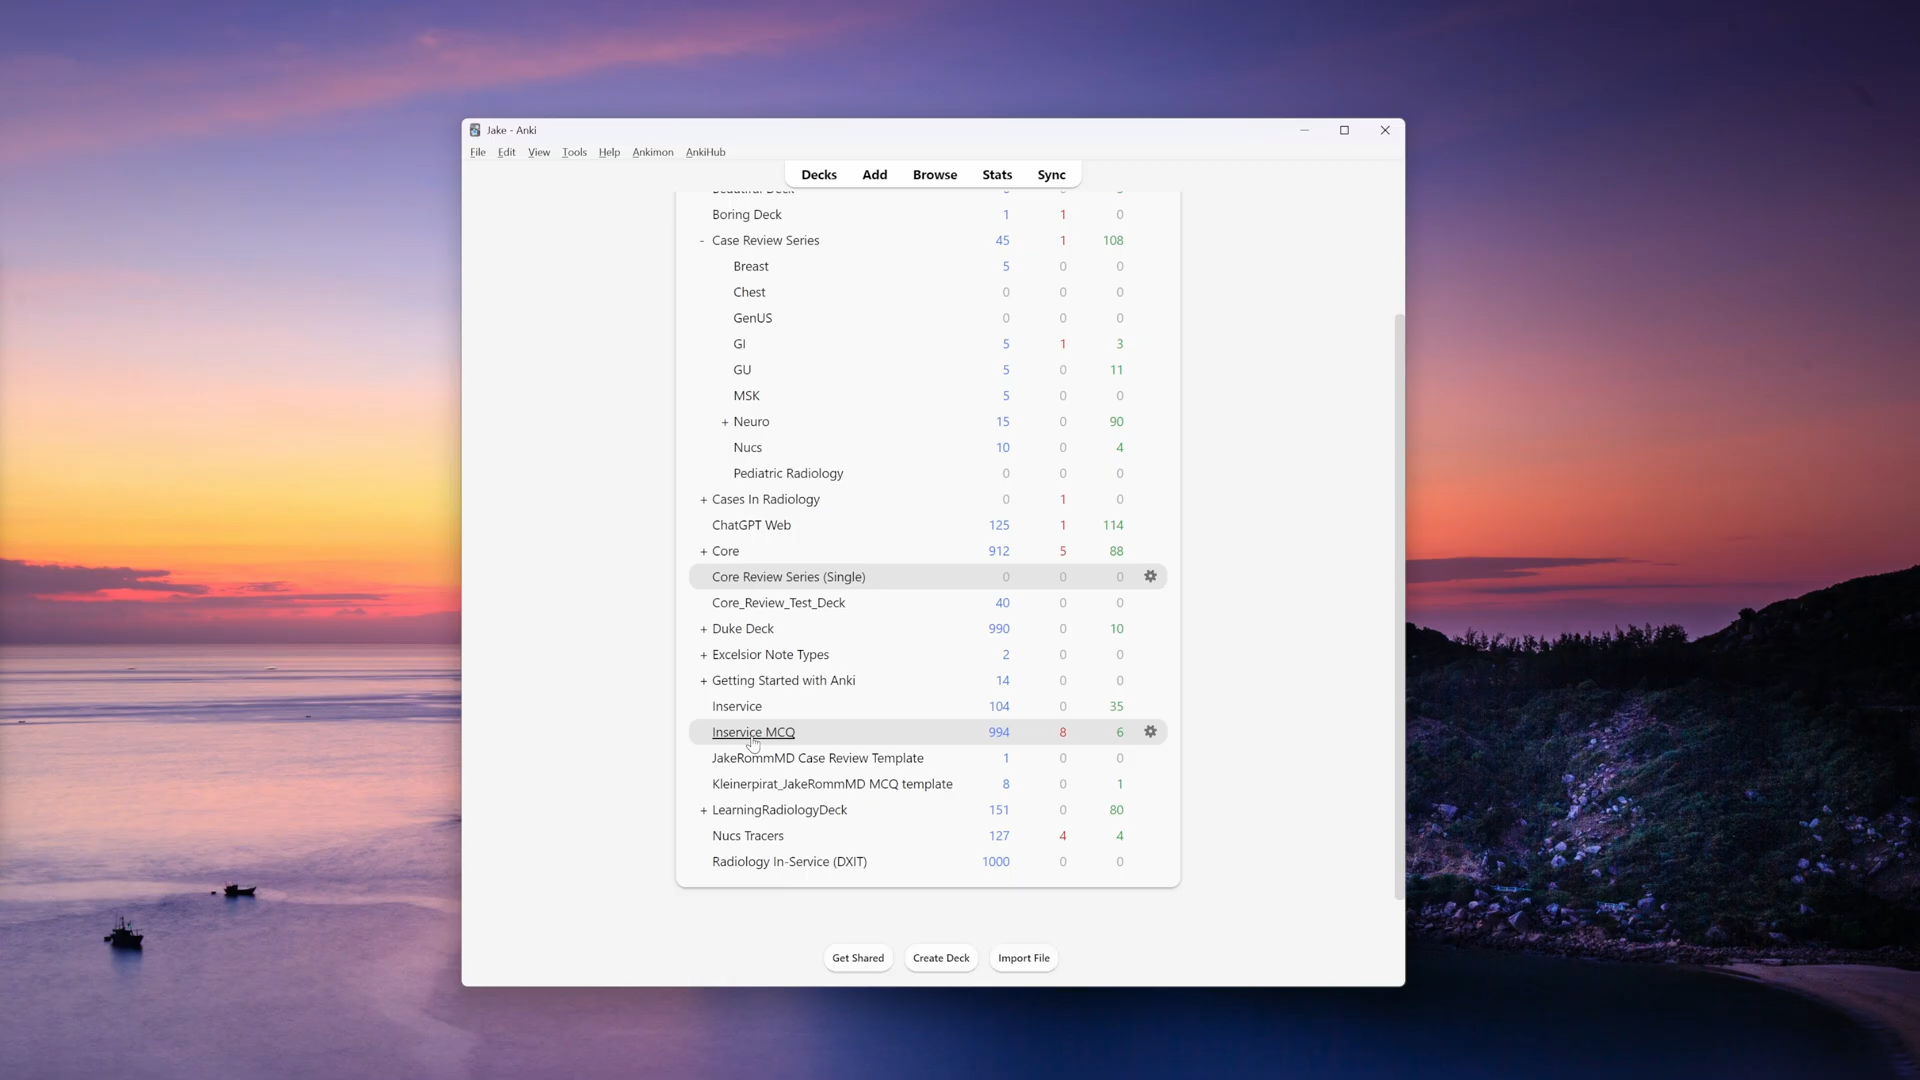 Jake - Anki
File Edit View Tools Help Ankimon AnkiHub
Decks Add Browse Stats Sync
Boring Deck 1 1 0
- Case Review Series 45 1 108
Breast 5 0 0
Chest 0 0 0
GenUS 0 0 0
GI 5 1 3
GU 5 0 11
MSK 5 0 0
+ Neuro 15 0 90
Nucs 10 0 4
Pediatric Radiology 0 0 0
+ Cases In Radiology 0 1 0
ChatGPT Web 125 1 114
+ Core 912 5 88
Core Review Series (Single) 0 0 0
Core_Review_Test_Deck 40 0 0
+ Duke Deck 990 0 10
+ Excelsior Note Types 2 0 0
+ Getting Started with Anki 14 0 0
Inservice 104 0 35
Inservice MCQ 994 8 6
JakeRommMD Case Review Template 1 0 0
Kleinerpirat_JakeRommMD MCQ template 8 0 1
+ LearningRadiologyDeck 151 0 80
Nucs Tracers 127 4 4
Radiology In-Service (DXIT) 1000 0 0
Get Shared Create Deck Import File